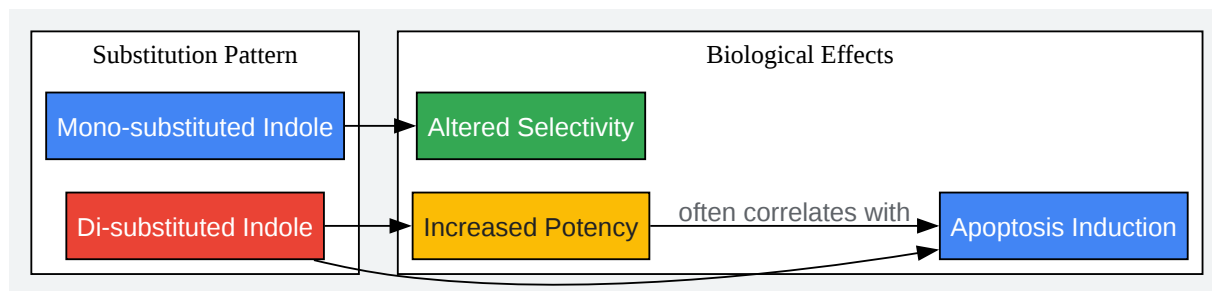 Substitution Pattern
Biological Effects
Mono-substituted Indole
Altered Selectivity
Di-substituted Indole
Increased Potency
often correlates with
Apoptosis Induction